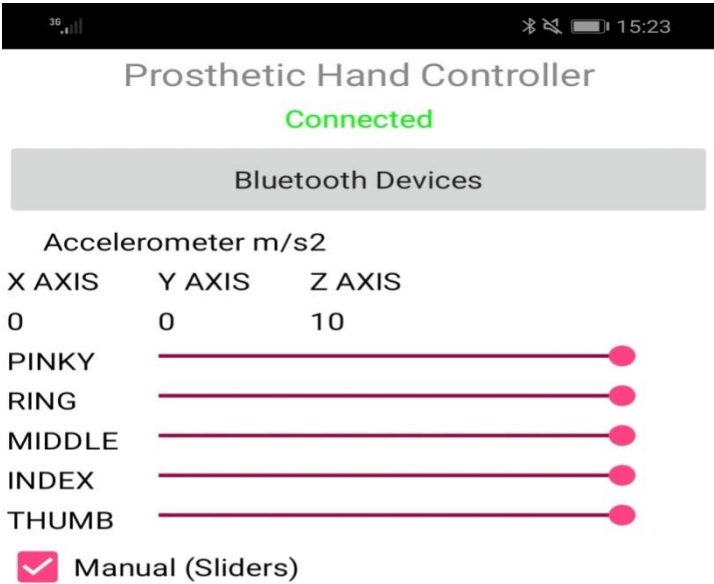 3G 15:23
Prosthetic Hand Controller
Connected
Bluetooth Devices
Accelerometer m/s2
X AXIS Y AXIS Z AXIS
0 0 10
PINKY
RING
MIDDLE
INDEX
THUMB
Manual (Sliders)